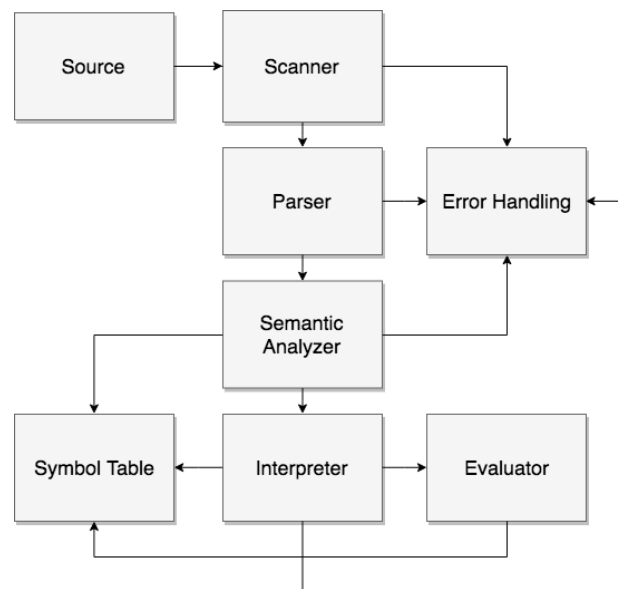 Source
Scanner
Parser
Error Handling
Semantic
Analyzer
Symbol Table
Interpreter
Evaluator